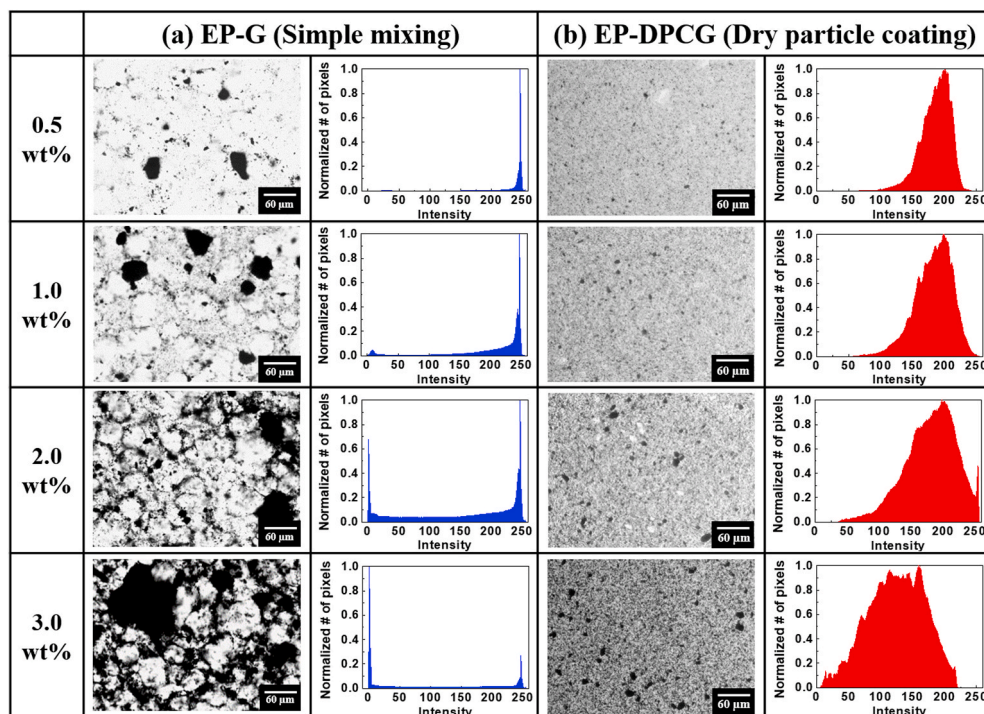 (a) EP-G (Simple mixing)
(b) EP-DPCG (Dry particle coating)
0.5
wt%
60 μm
Normalized # of pixels
1.0
0.8
0.6
0.4
0.2
0.0
0 50 100 150 200 250
Intensity
60 μm
Normalized # of pixels
1.0
0.8
0.6
0.4
0.2
0.0
0 50 100 150 200 250
Intensity
1.0
wt%
60 μm
Normalized # of pixels
1.0
0.8
0.6
0.4
0.2
0.0
0 50 100 150 200 250
Intensity
60 μm
Normalized # of pixels
1.0
0.8
0.6
0.4
0.2
0.0
0 50 100 150 200 250
Intensity
2.0
wt%
60 μm
Normalized # of pixels
1.0
0.8
0.6
0.4
0.2
0.0
0 50 100 150 200 250
Intensity
60 μm
Normalized # of pixels
1.0
0.8
0.6
0.4
0.2
0.0
0 50 100 150 200 250
Intensity
3.0
wt%
60 μm
Normalized # of pixels
1.0
0.8
0.6
0.4
0.2
0.0
0 50 100 150 200 250
Intensity
60 μm
Normalized # of pixels
1.0
0.8
0.6
0.4
0.2
0.0
0 50 100 150 200 250
Intensity